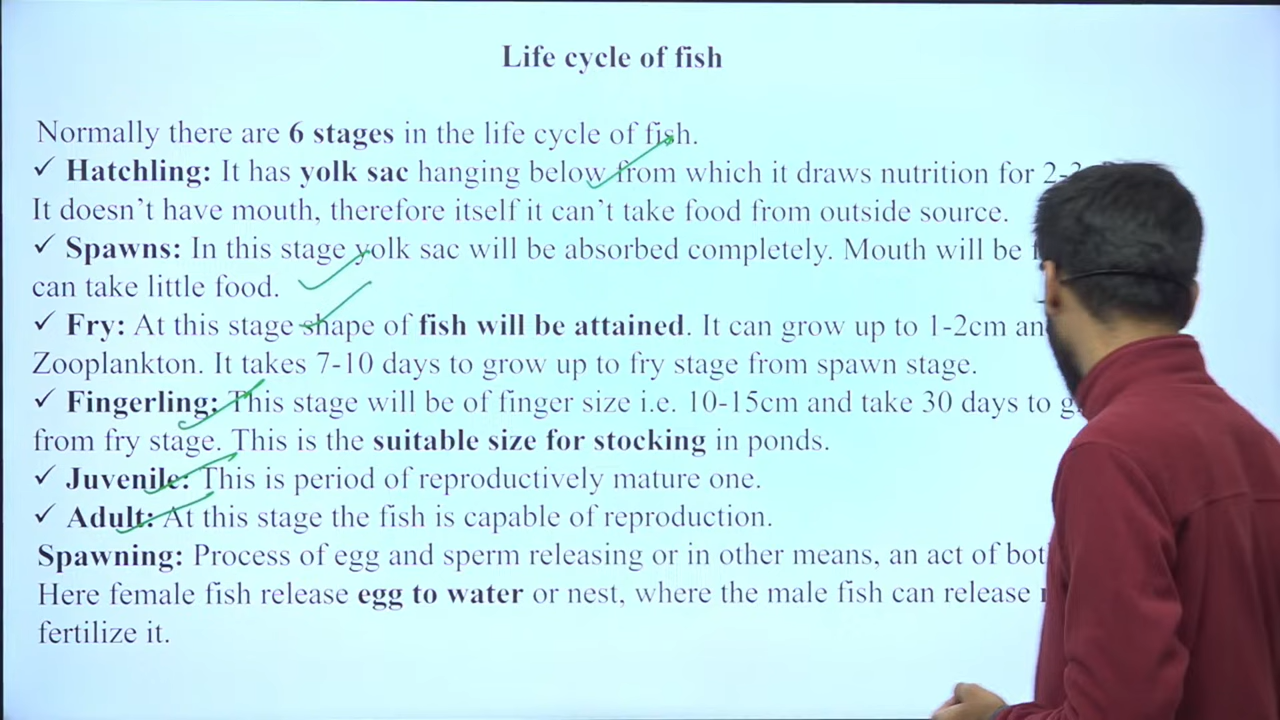 Life cycle of fish
Normally there are 6 stages in the life cycle of fish.
✓ Hatchling: It has yolk sac hanging below from which it draws nutrition for
It doesn't have mouth, therefore itself it can't take food from outside source.
✓ Spawns: In this stage yolk sac will be absorbed completely. Mouth will be
can take little food.
✓ Fry: At this stage shape of fish will be attained. It can grow up to 1-2cm
Zooplankton. It takes 7-10 days to grow up to fry stage from spawn stage.
✓ Fingerling: This stage will be of finger size i.e. 10-15cm and take 30 days to
from fry stage. This is the suitable size for stocking in ponds.
✓ Juvenile: This is period of reproductively mature one.
✓ Adult: At this stage the fish is capable of reproduction.
Spawning: Process of egg and sperm releasing or in other means, an act of
Here female fish release egg to water or nest, where the male fish can release
fertilize it.